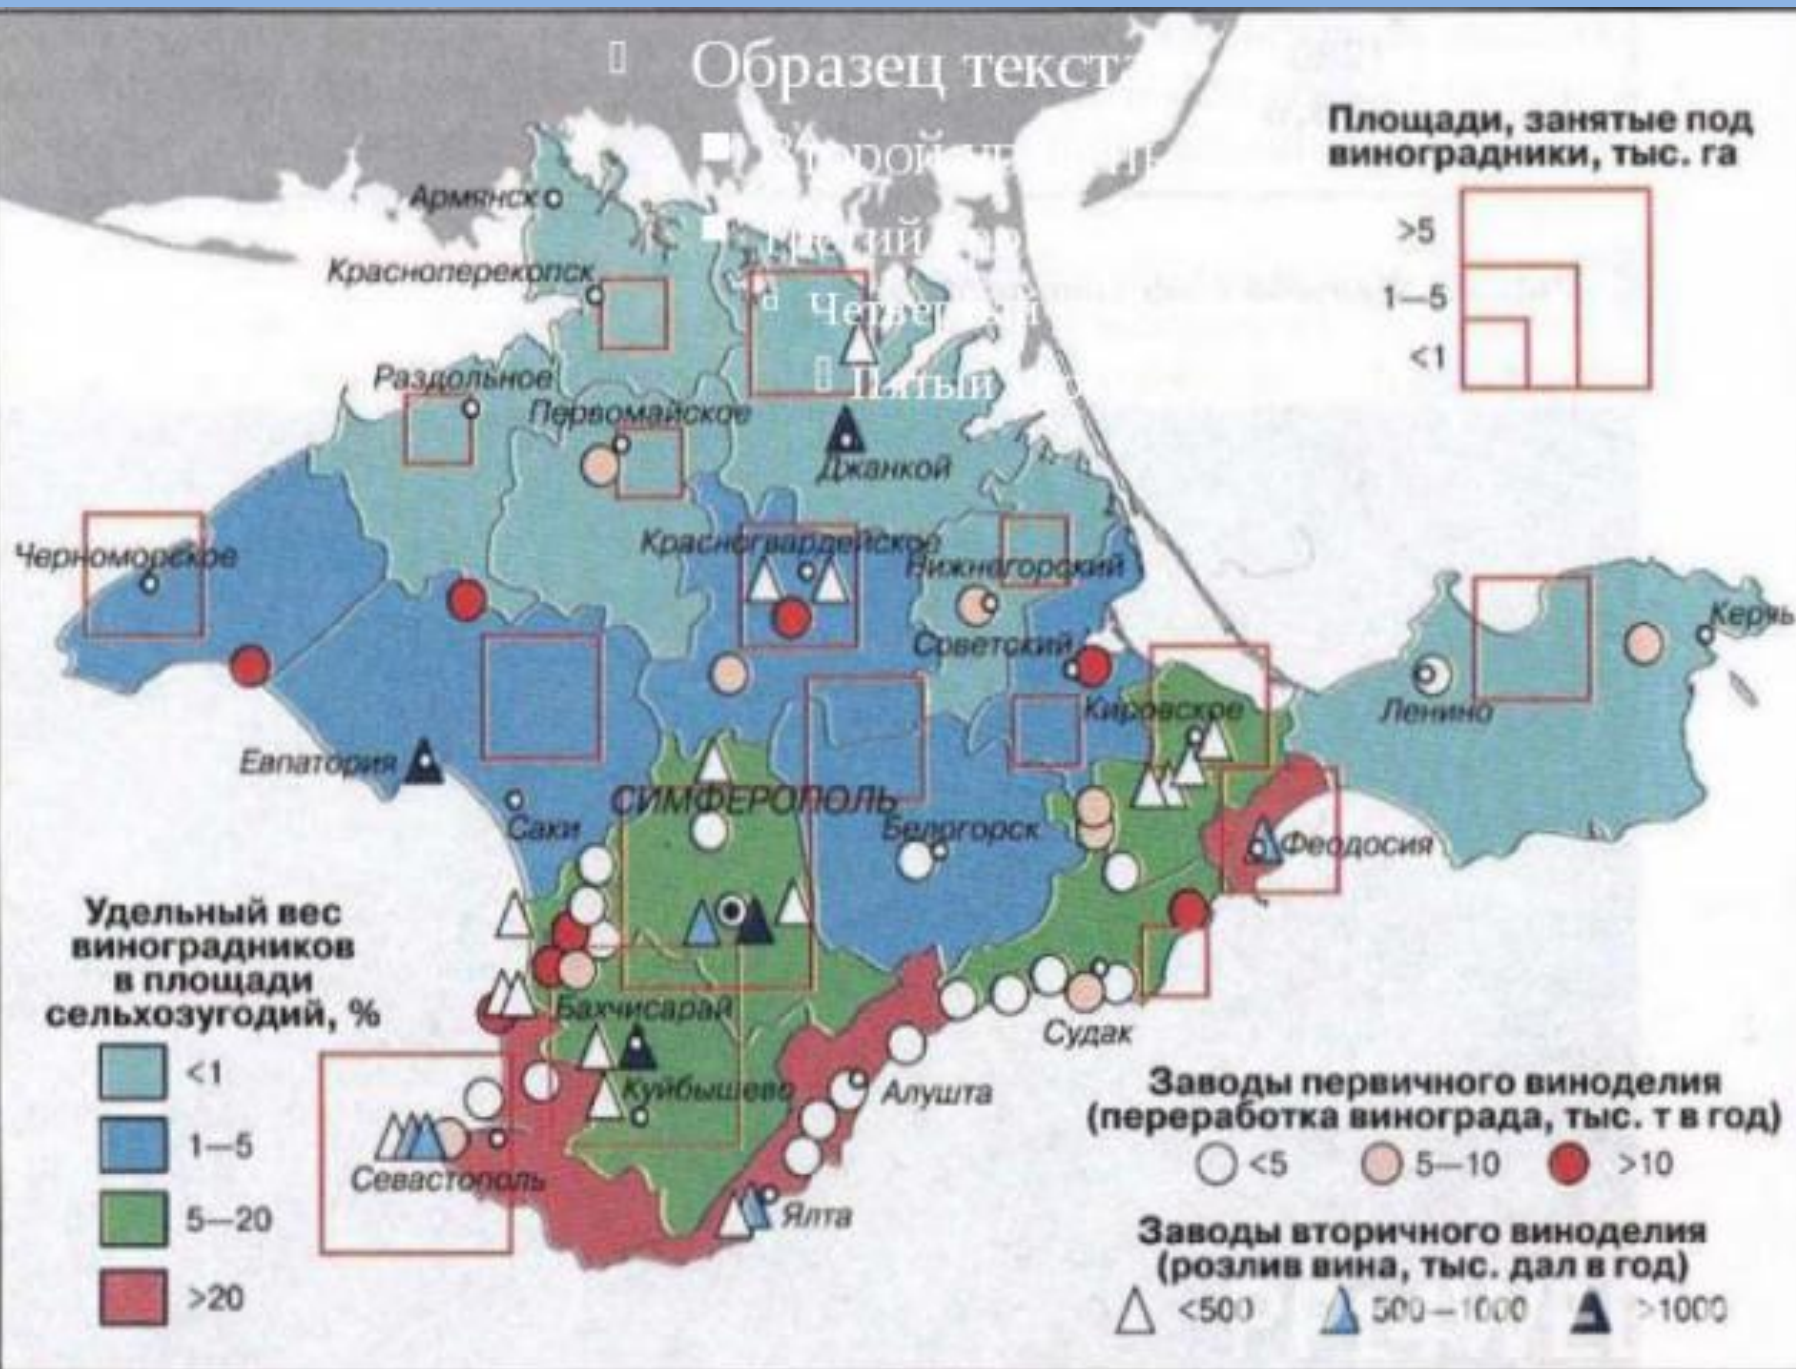 Образец текста
Второй
Третий
Пятый
Площади, занятые под
виноградники, тыс. га
>5
1—5
<1
Армянск
Красноперекопск
Раздольное
Первомайское
Джанкой
Черноморское
Красногвардейское
Нижнегорский
Советский
Керчь
Ленино
Кировское
Евпатория
Саки
СИМФЕРОПОЛЬ
Белогорск
Феодосия
Бахчисарай
Судак
Куйбышево
Алушта
Севастополь
Ялта
Удельный вес
виноградников
в площади
сельхозугодий, %
<1
1—5
5—20
>20
Заводы первичного виноделия
(переработка винограда, тыс. т в год)
<5 5—10 >10
Заводы вторичного виноделия
(розлив вина, тыс. дал в год)
<500 500—1000 >1000